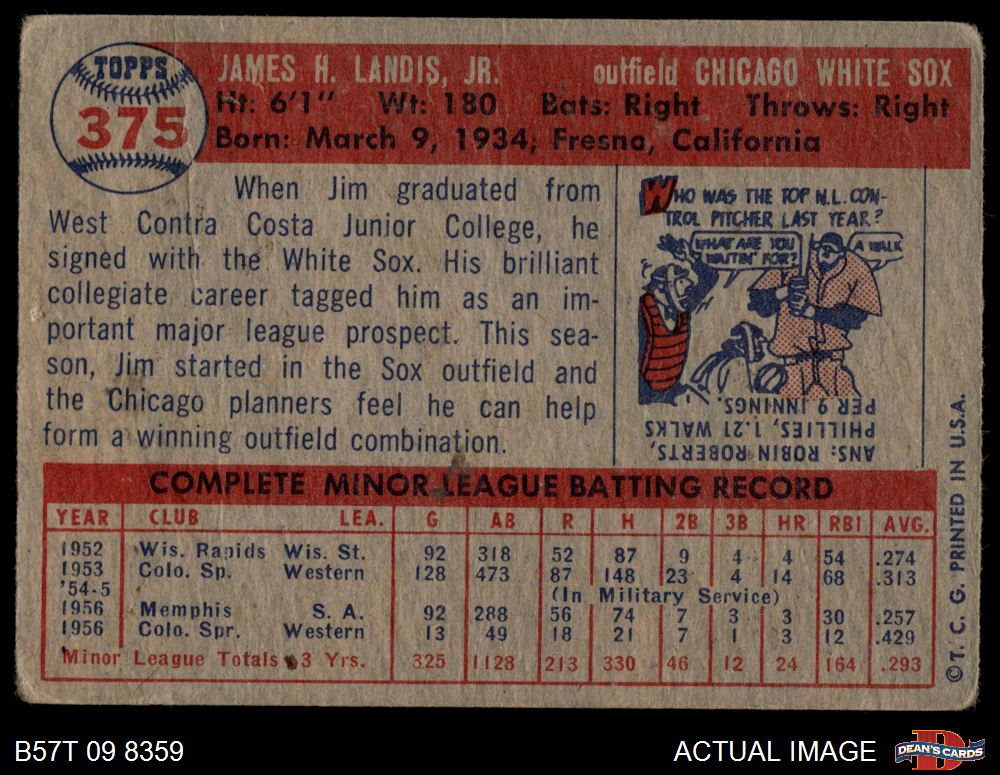 TOPPS
375
JAMES H. LANDIS, JR. outfield CHICAGO WHITE SOX
Ht: 6'1" Wt: 180 Bats: Right Throws: Right
Born: March 9, 1934; Fresno, California
When Jim graduated from
West Contra Costa Junior College, he
signed with the White Sox. His brilliant
collegiate career tagged him as an im-
portant major league prospect. This sea-
son, Jim started in the Sox outfield and
the Chicago planners feel he can help
form a winning outfield combination.
WHO WAS THE TOP N.L. CON-
TROL PITCHER LAST YEAR?
WHAT ARE YOU
WAITIN' FOR?
A WALK
ANS: ROBIN ROBERTS,
PHILLIES, 1.21 WALKS
PER 9 INNINGS.
COMPLETE MINOR LEAGUE BATTING RECORD
YEAR CLUB LEA. G AB R H 2B 3B HR RBI AVG.
1952 Wis. Rapids Wis. St. 92 318 52 87 9 4 4 54 .274
1953 Colo. Sp. Western 128 473 87 148 23 4 14 68 .313
'54-5 (In Military Service)
1956 Memphis S. A. 92 288 56 74 7 3 3 30 .257
1956 Colo. Spr. Western 13 49 18 21 7 1 3 12 .429
Minor League Totals 3 Yrs. 325 1128 213 330 46 12 24 164 .293
©T. C. G. PRINTED IN U.S.A.
B57T 09 8359
ACTUAL IMAGE
D
DEAN'S CARDS